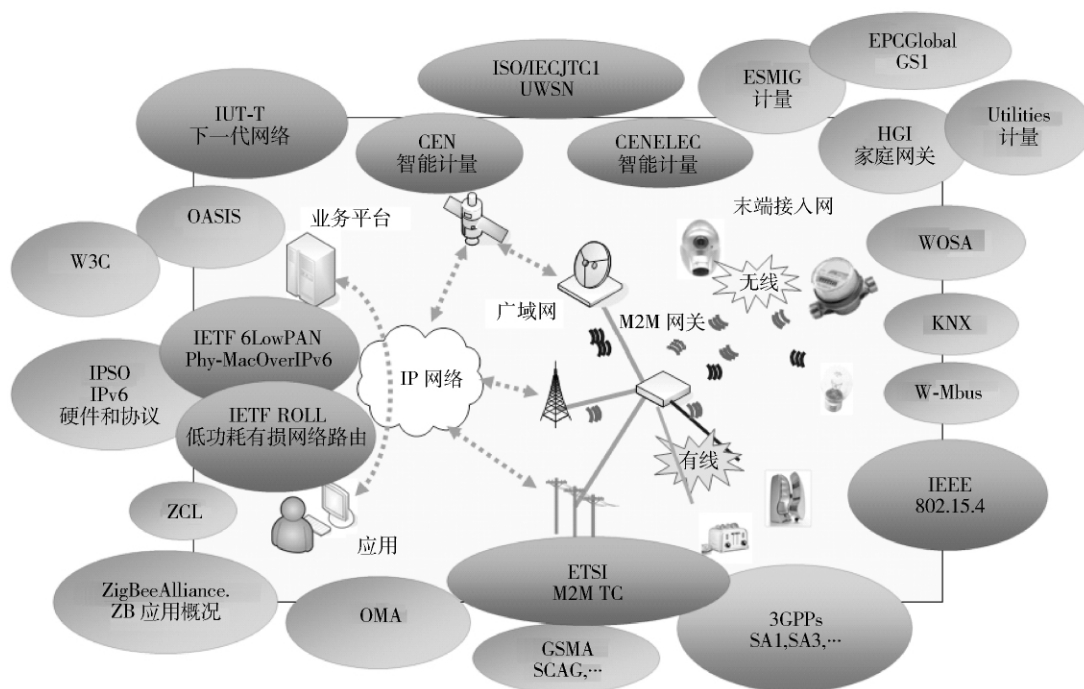 EPCGlobal
GS1
ISO/IECJTC1
UWSN
ESMIG
计量
IUT-T
下一代网络
CEN
智能计量
CENELEC
智能计量
HGI
家庭网关
Utilities
计量
OASIS
业务平台
末端接入网
W3C
WOSA
无线
广域网
M2M 网关
KNX
IETF 6LowPAN
Phy-MacOverIPv6
IPSO
IPv6
硬件和协议
IP 网络
W-Mbus
IETF ROLL
低功耗有损网络路由
有线
IEEE
802.15.4
ZCL
应用
ZigBeeAlliance.
ZB 应用概况
OMA
ETSI
M2M TC
3GPPs
SA1,SA3,…
GSMA
SCAG,…